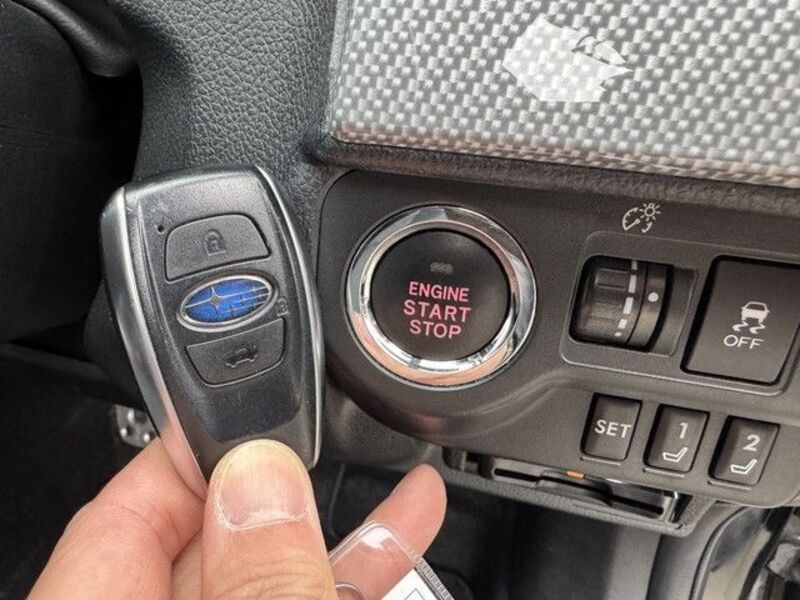 ENGINE
START
STOP
OFF
SET
1
2